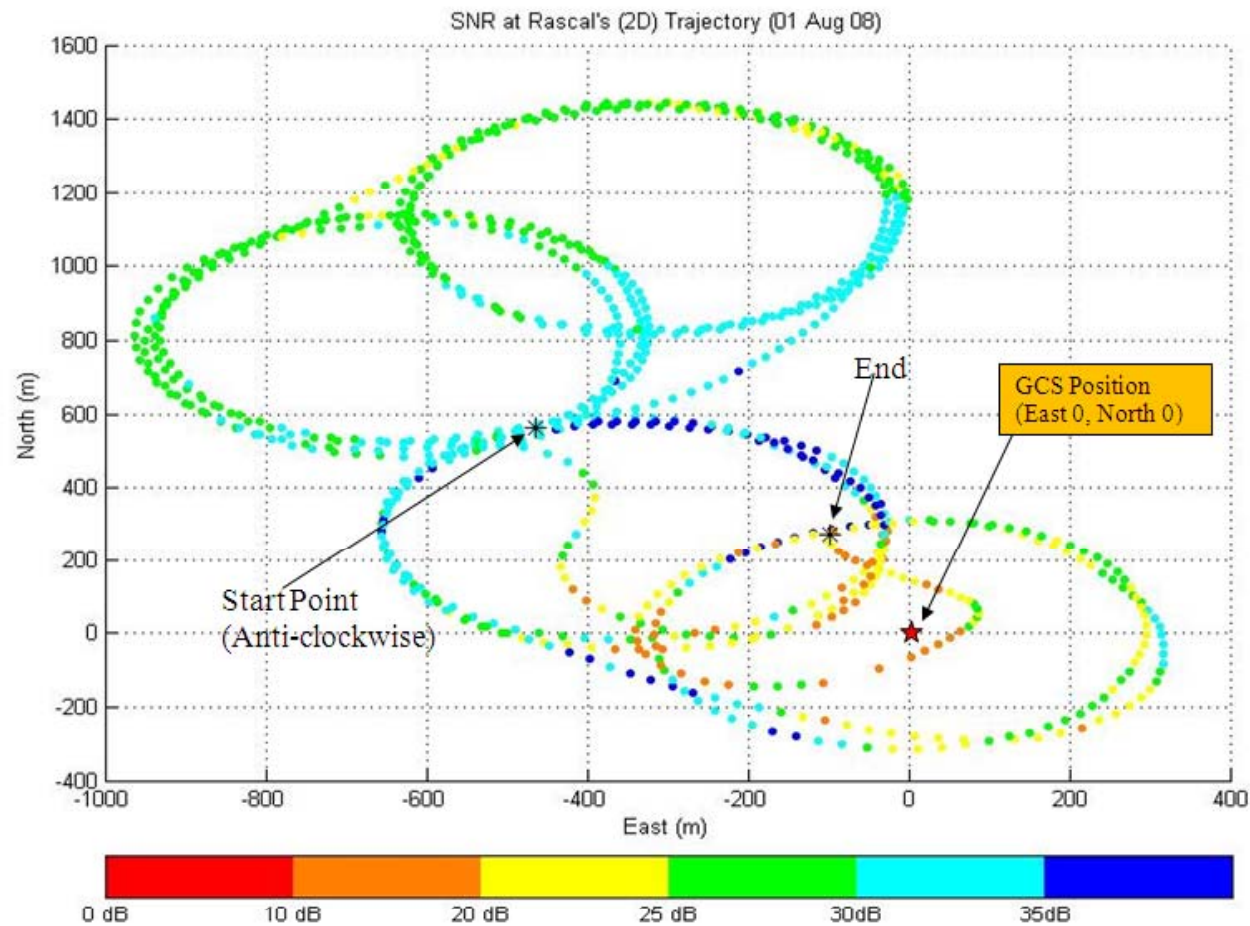 SNR at Rascal's (2D) Trajectory (01 Aug 08)
1600
1400
1200
1000
800
600
400
200
0
-200
-400
North (m)
End
GCS Position
(East 0, North 0)
Start Point
(Anti-clockwise)
-1000
-800
-600
-400
-200
0
200
400
East (m)
0 dB
10 dB
20 dB
25 dB
30dB
35dB